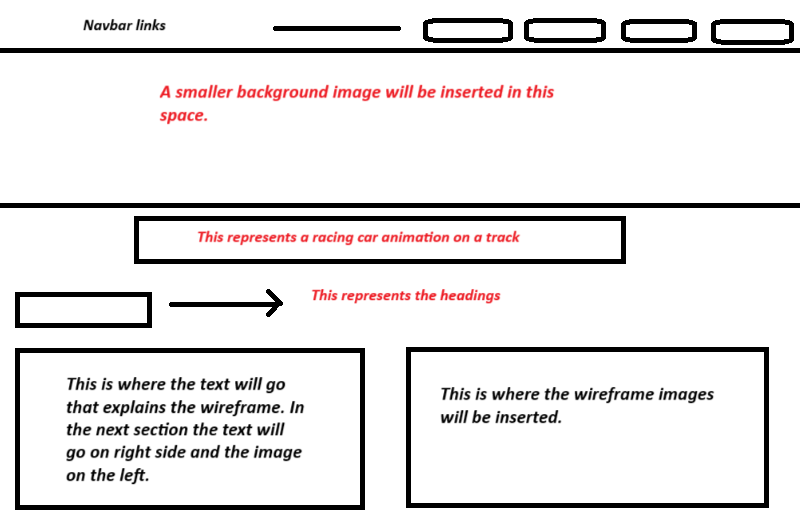 Navbar links
A smaller background image will be inserted in this
space.
This represents a racing car animation on a track
This represents the headings
This is where the text will go
that explains the wireframe. In
the next section the text will
go on right side and the image
on the left.
This is where the wireframe images
will be inserted.